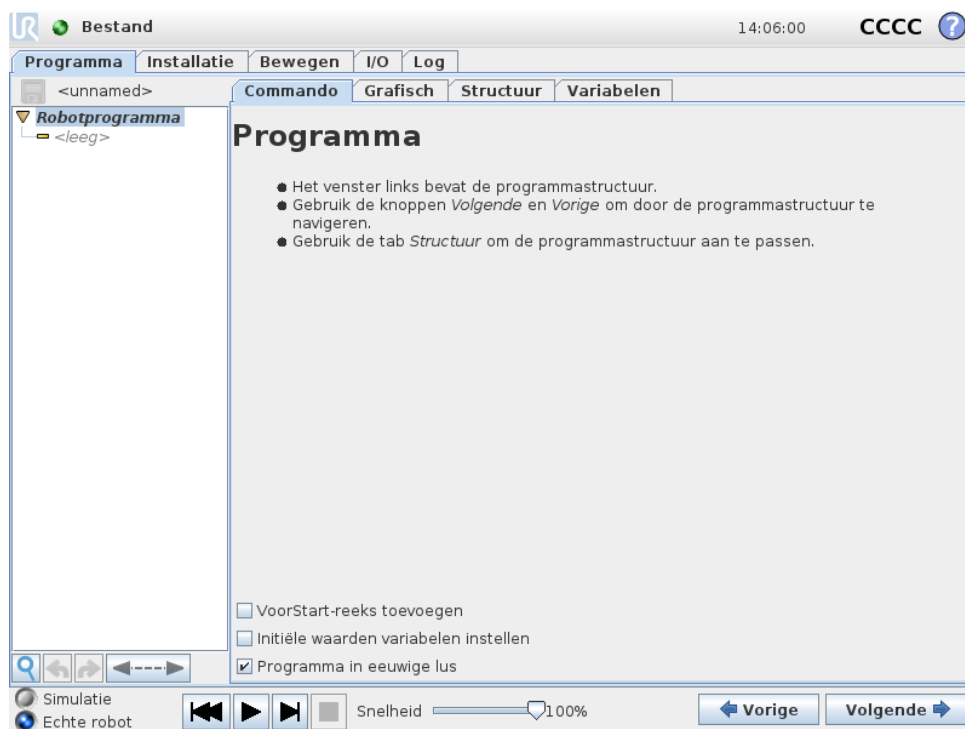 UR Bestand 14:06:00 CCCC ?
Programma Installatie Bewegen I/O Log
<unnamed> Commando Grafisch Structuur Variabelen
Robotprogramma
<leeg>
Programma
Het venster links bevat de programmastructuur.
Gebruik de knoppen Volgende en Vorige om door de programmastructuur te
navigeren.
Gebruik de tab Structuur om de programmastructuur aan te passen.
VoorStart-reeks toevoegen
Initiële waarden variabelen instellen
Programma in eeuwige lus
Simulatie
Echte robot
Snelheid 100%
Vorige Volgende